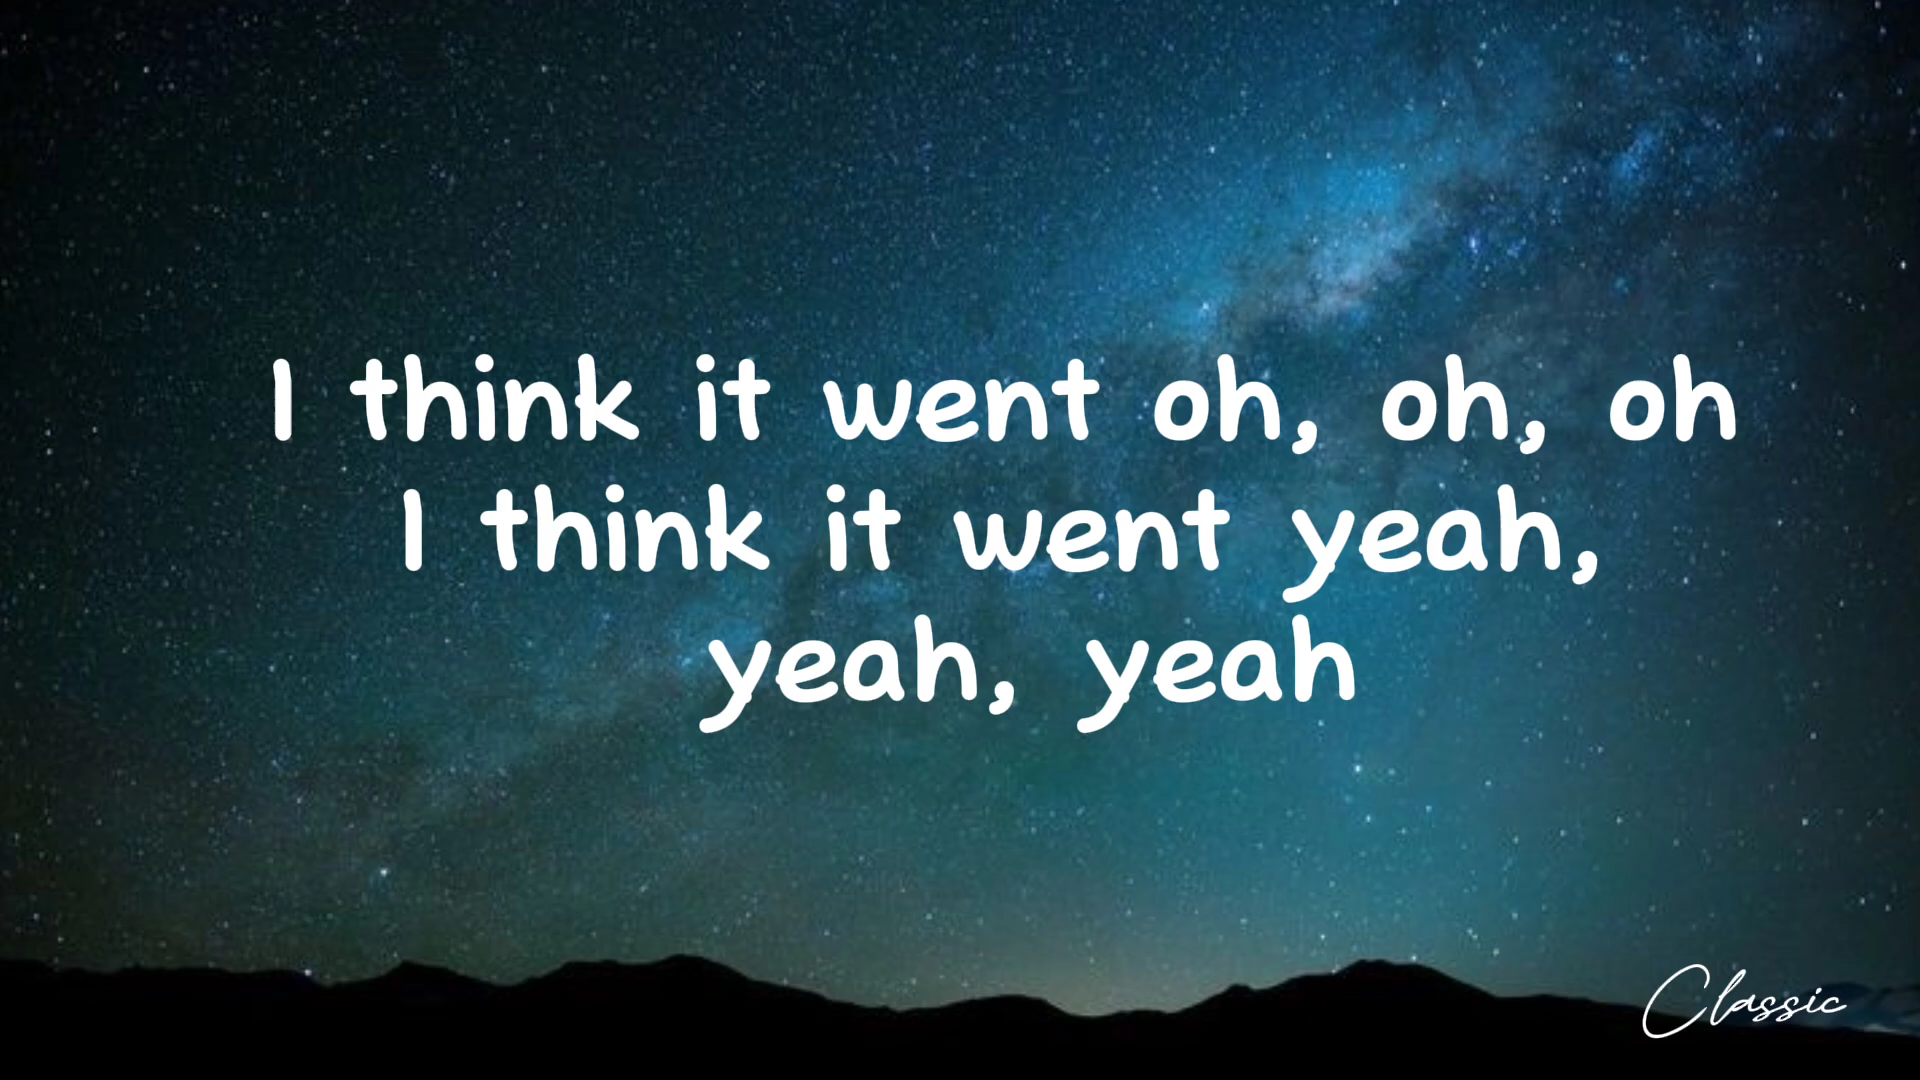 I think it went oh, oh, oh
I think it went yeah,
yeah, yeah
Classic